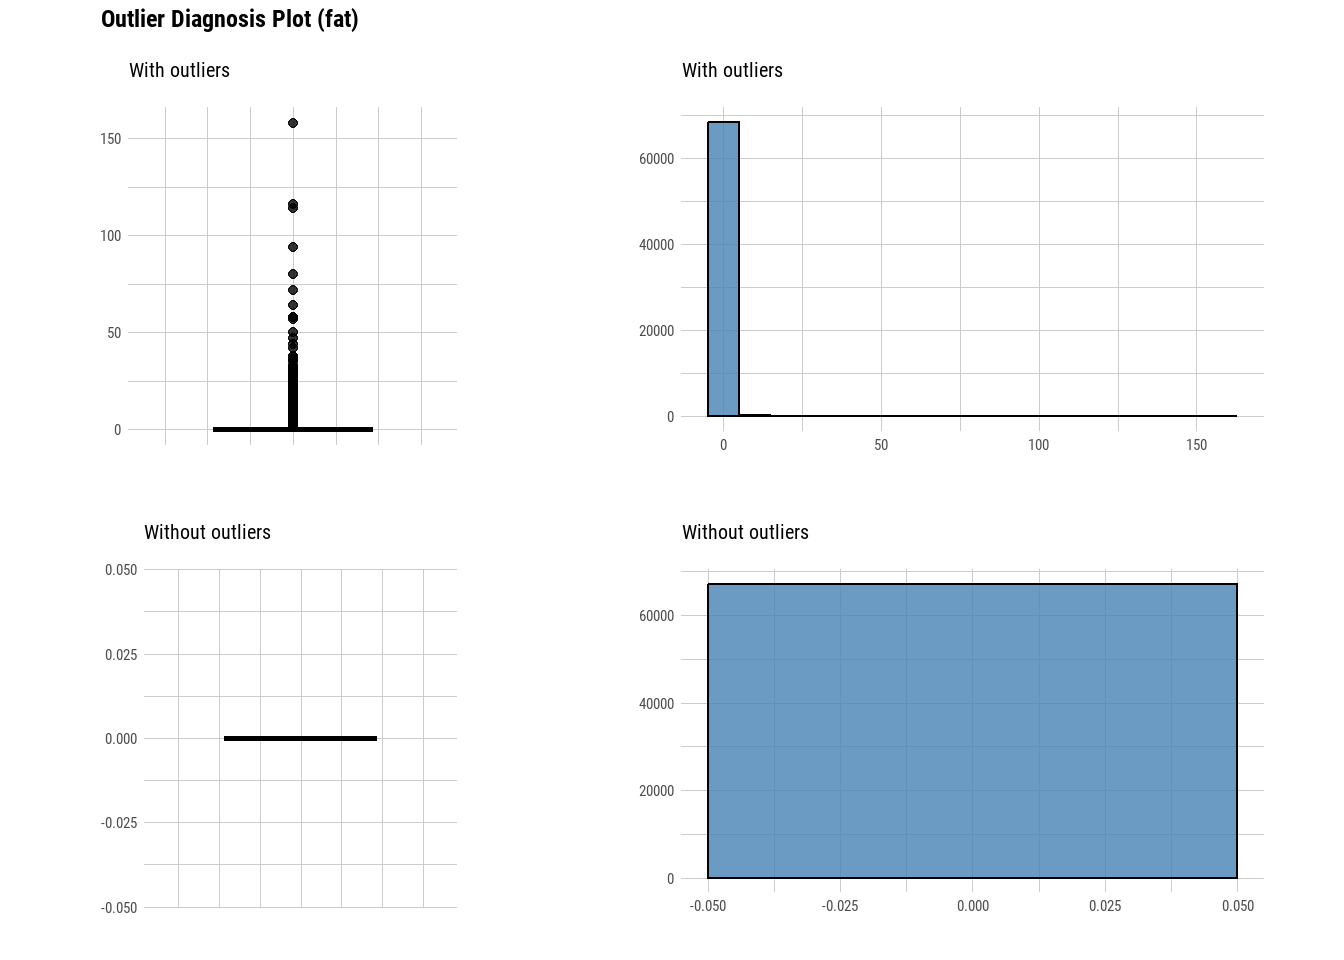 Outlier Diagnosis Plot (fat)
With outliers
150
100
50
0
With outliers
60000
40000
20000
0
0 50 100 150
Without outliers
0.050
0.025
0.000
-0.025
-0.050
Without outliers
60000
40000
20000
0
-0.050 -0.025 0.000 0.025 0.050